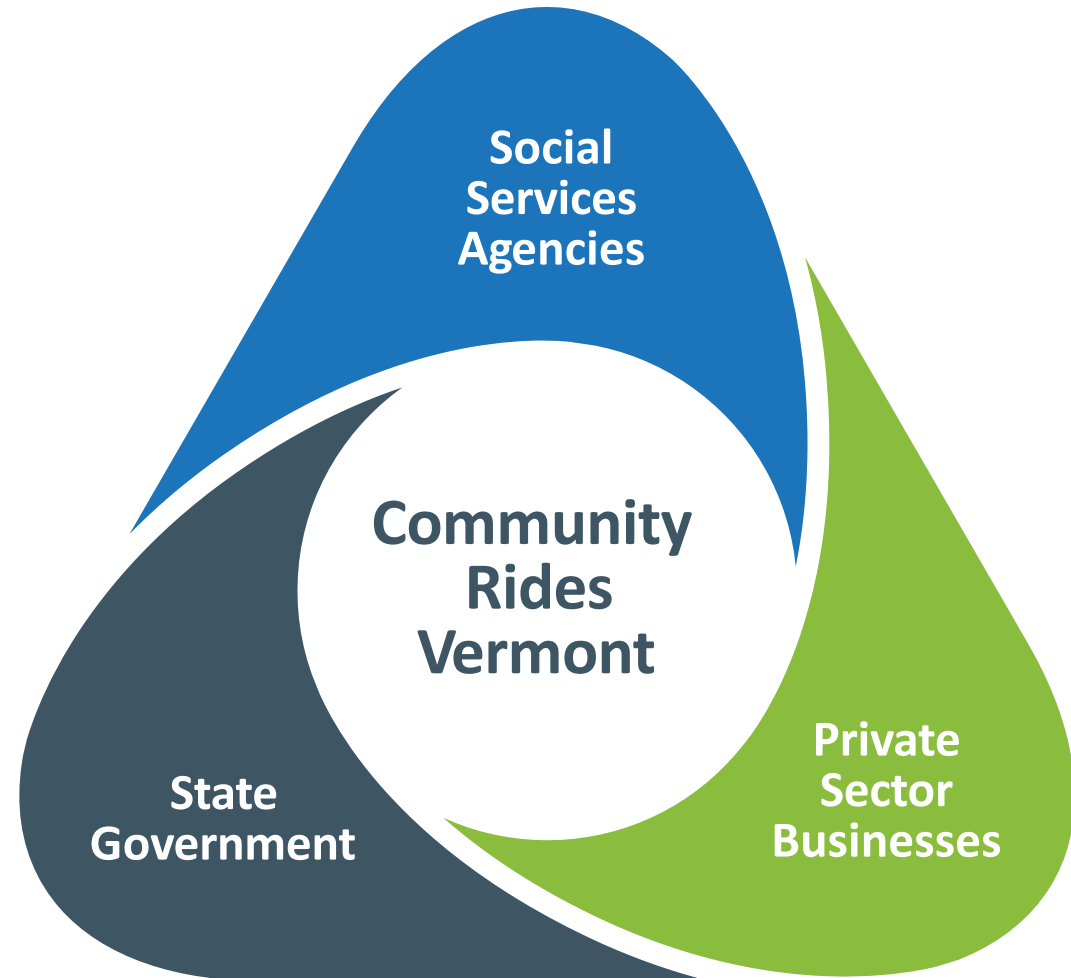 Social
Services
Agencies
Community
Rides
Vermont
Private
Sector
Businesses
State
Government